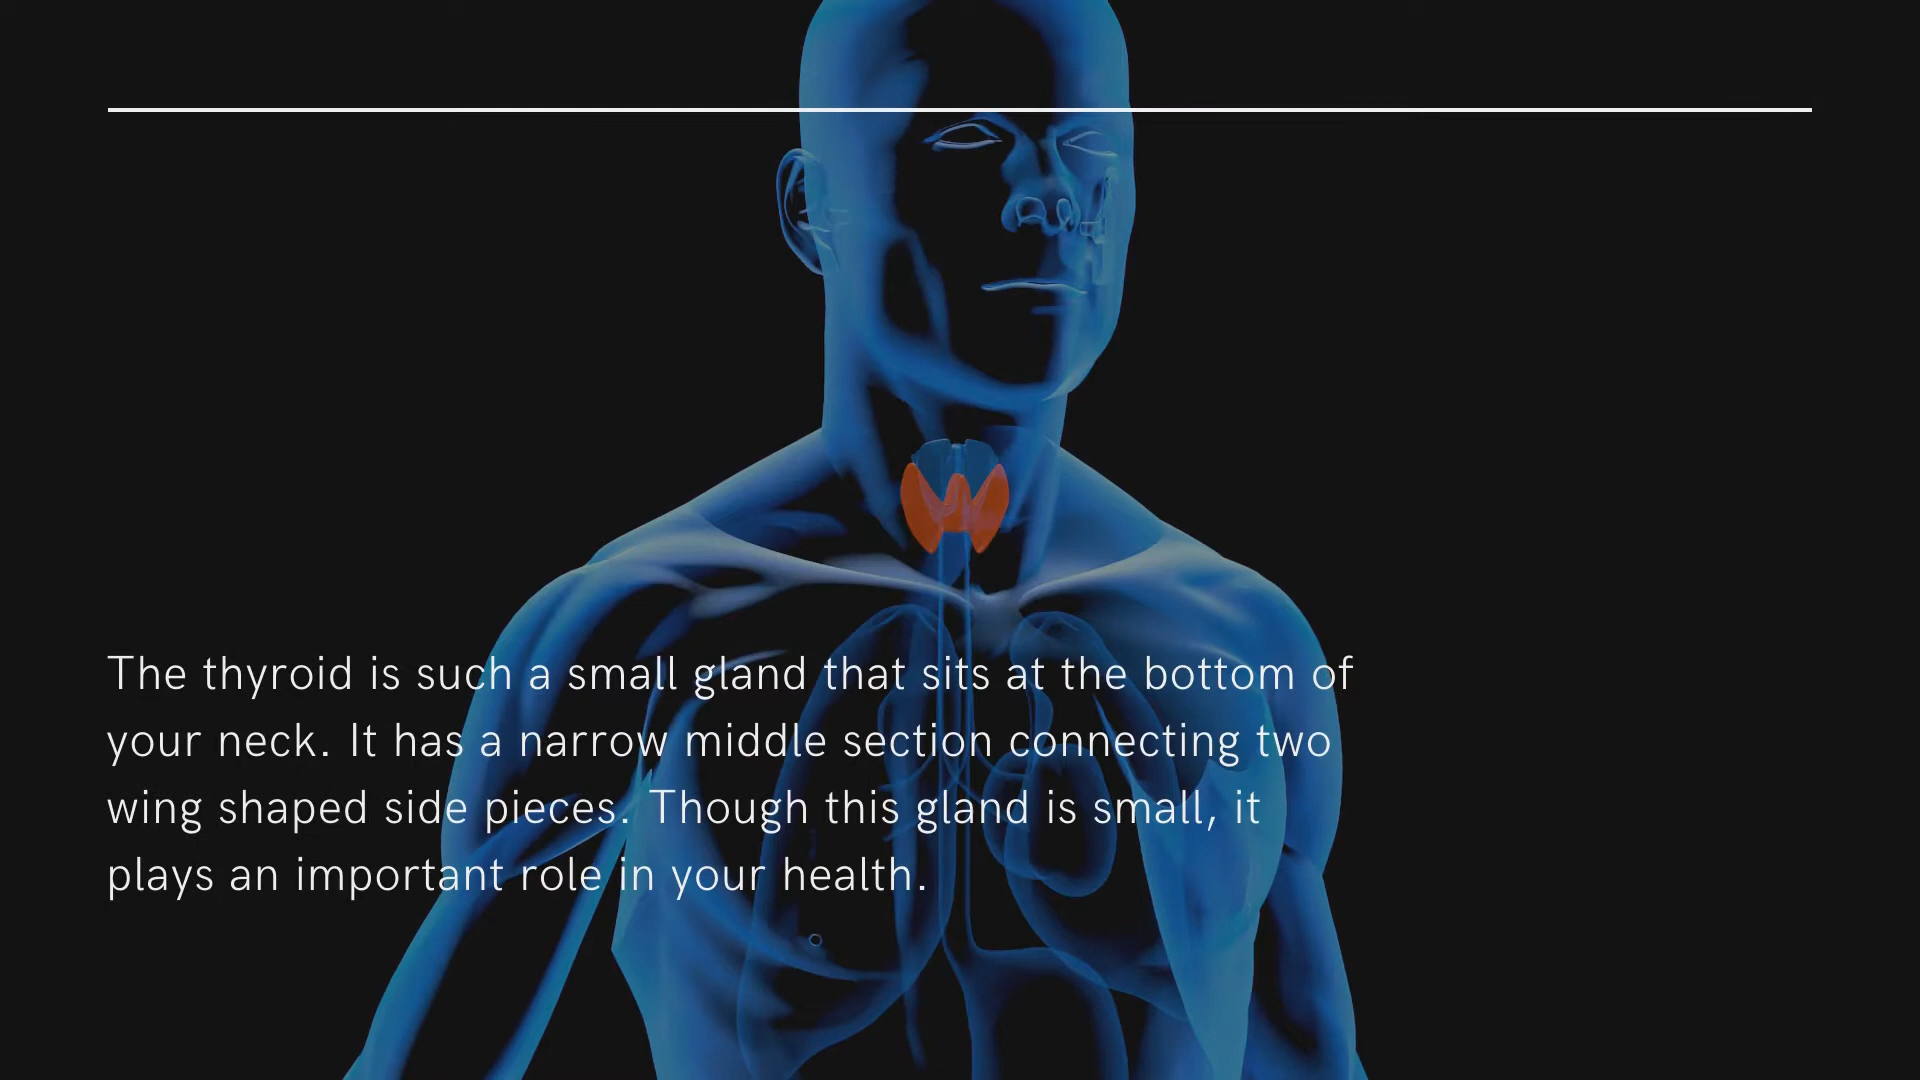 The thyroid is such a small gland that sits at the bottom of
your neck. It has a narrow middle section connecting two
wing shaped side pieces. Though this gland is small, it
plays an important role in your health.